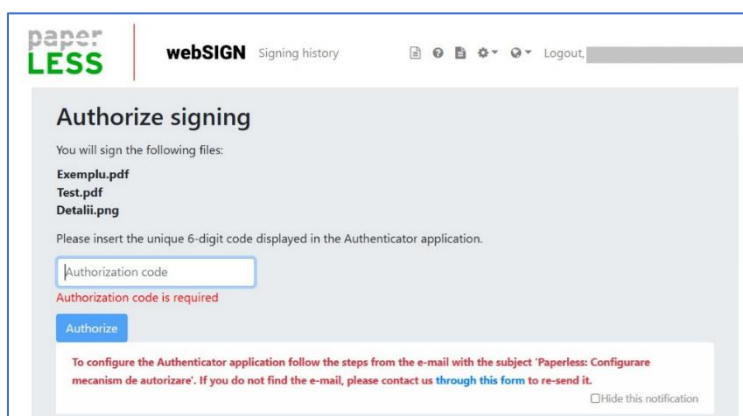 paper
LESS
webSIGN Signing history Logout,
Authorize signing
You will sign the following files:
Exemplu.pdf
Test.pdf
Detalii.png
Please insert the unique 6-digit code displayed in the Authenticator application.
Authorization code
Authorization code is required
Authorize
To configure the Authenticator application follow the steps from the e-mail with the subject 'Paperless: Configurare
mecanism de autorizare'. If you do not find the e-mail, please contact us through this form to re-send it.
Hide this notification